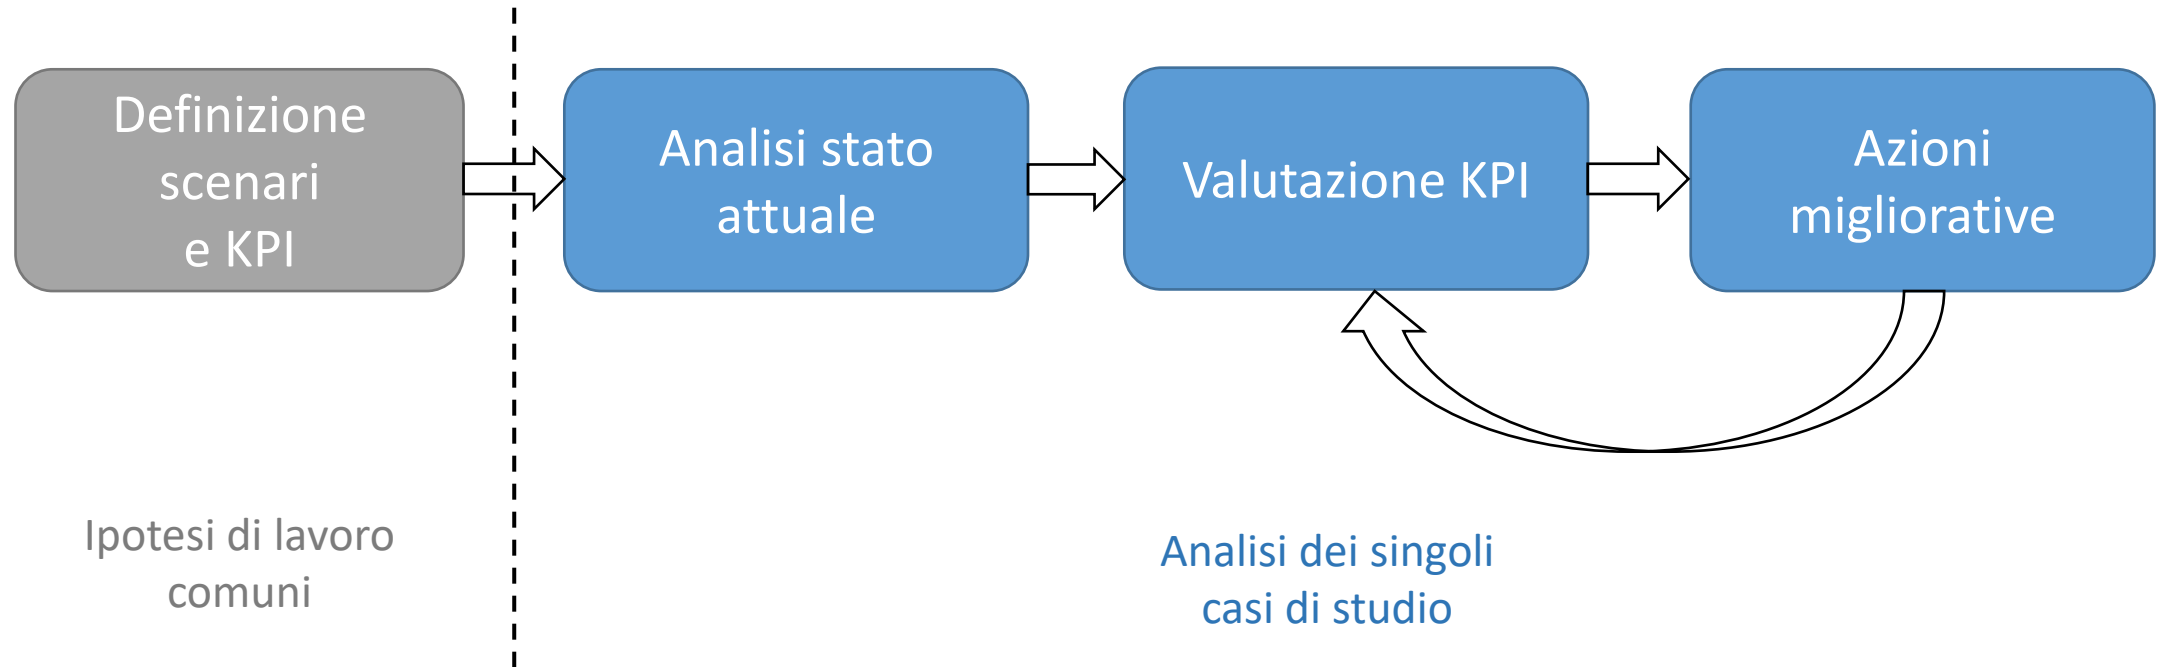 Definizione
scenari
e KPI
Analisi stato
attuale
Valutazione KPI
Azioni
migliorative
Ipotesi di lavoro
comuni
Analisi dei singoli
casi di studio